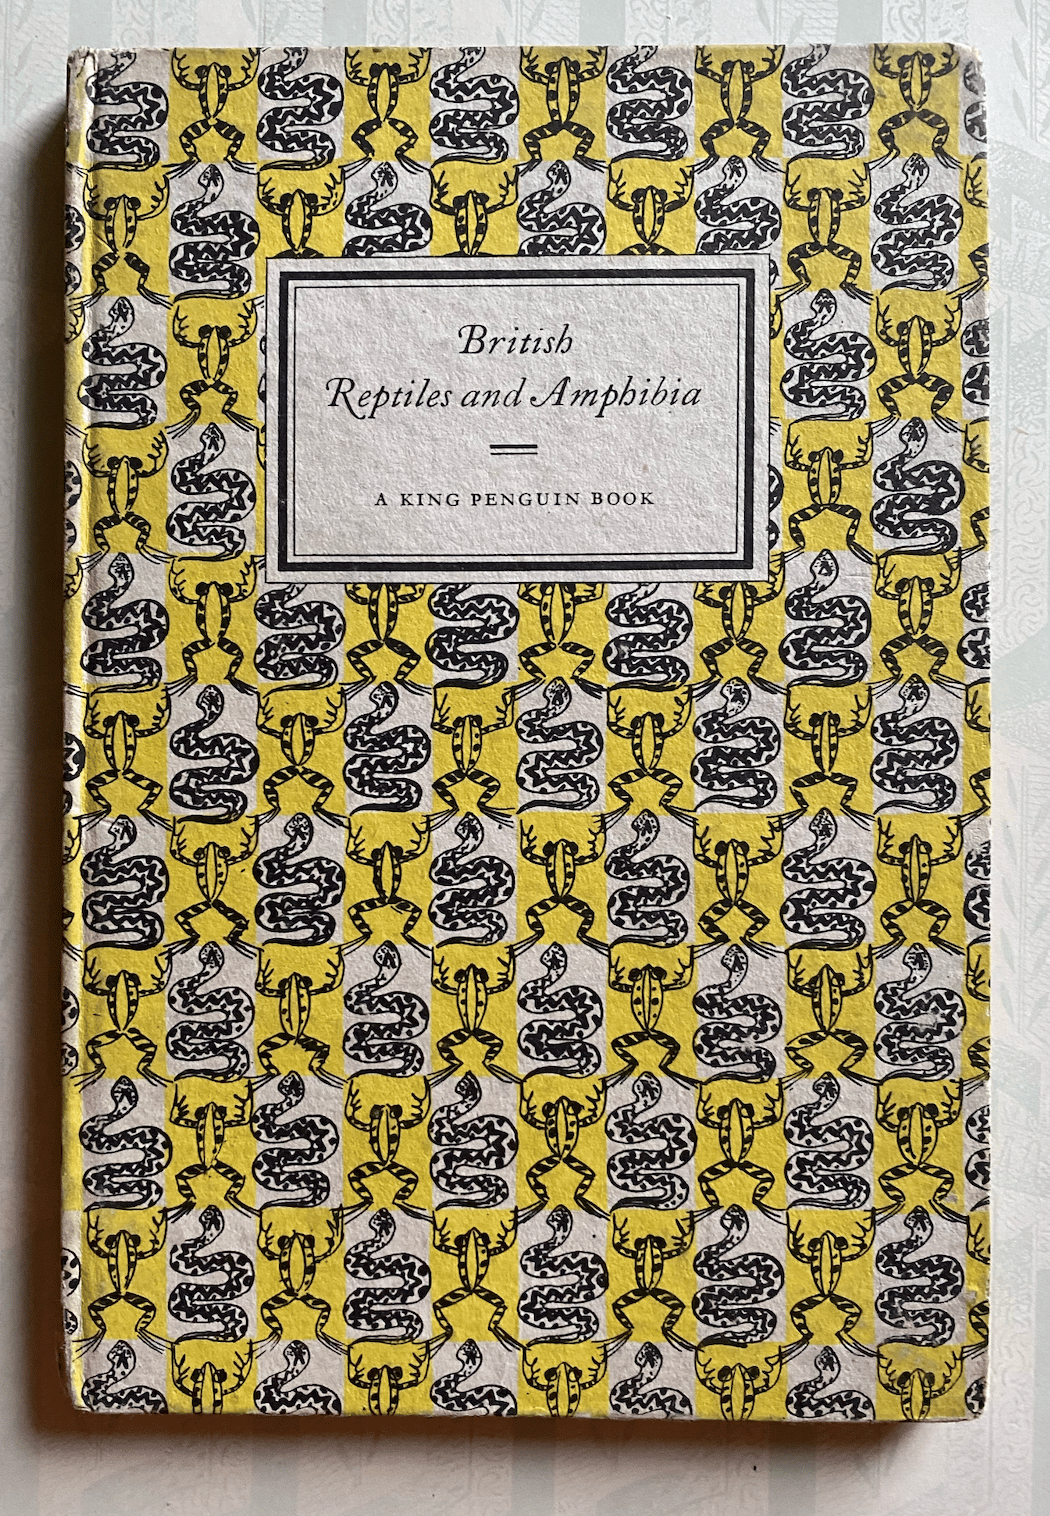 British
Reptiles and Amphibia
A KING PENGUIN BOOK